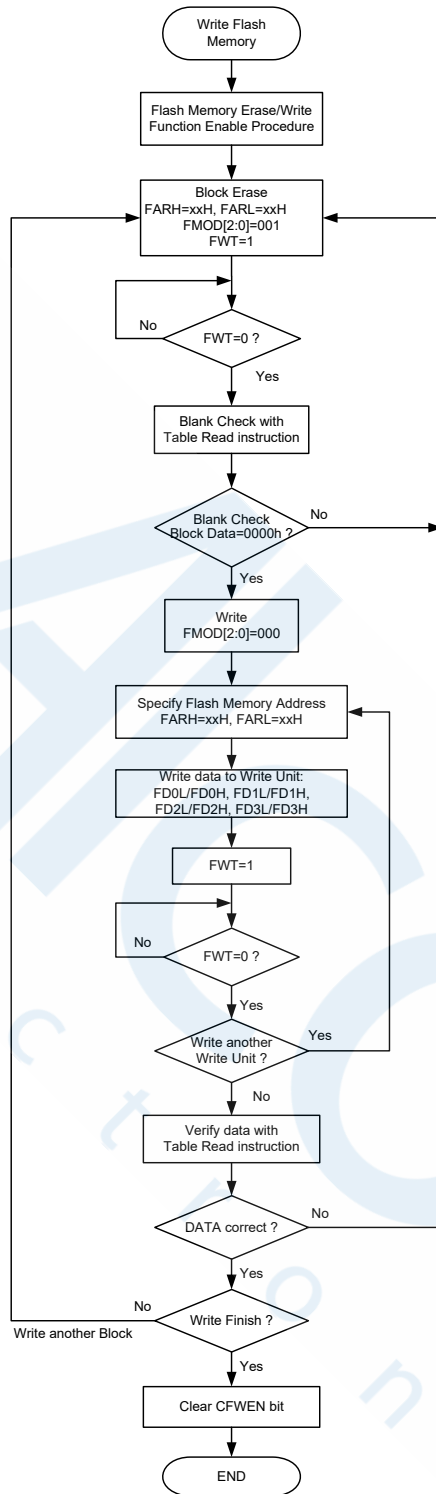 Write Flash
Memory
Flash Memory Erase/Write
Function Enable Procedure
Block Erase
FARH=xxH, FARL=xxH
FMOD[2:0]=001
FWT=1
No
FWT=0 ?
Yes
Blank Check with
Table Read instruction
Blank Check
Block Data=0000h ?
No
Yes
Write
FMOD[2:0]=000
Specify Flash Memory Address
FARH=xxH, FARL=xxH
Write data to Write Unit:
FD0L/FD0H, FD1L/FD1H,
FD2L/FD2H, FD3L/FD3H
FWT=1
No
FWT=0 ?
Yes
Write another
Write Unit ?
Yes
No
Verify data with
Table Read instruction
DATA correct ?
No
Yes
No
Write Finish ?
Write another Block
Yes
Clear CFWEN bit
END